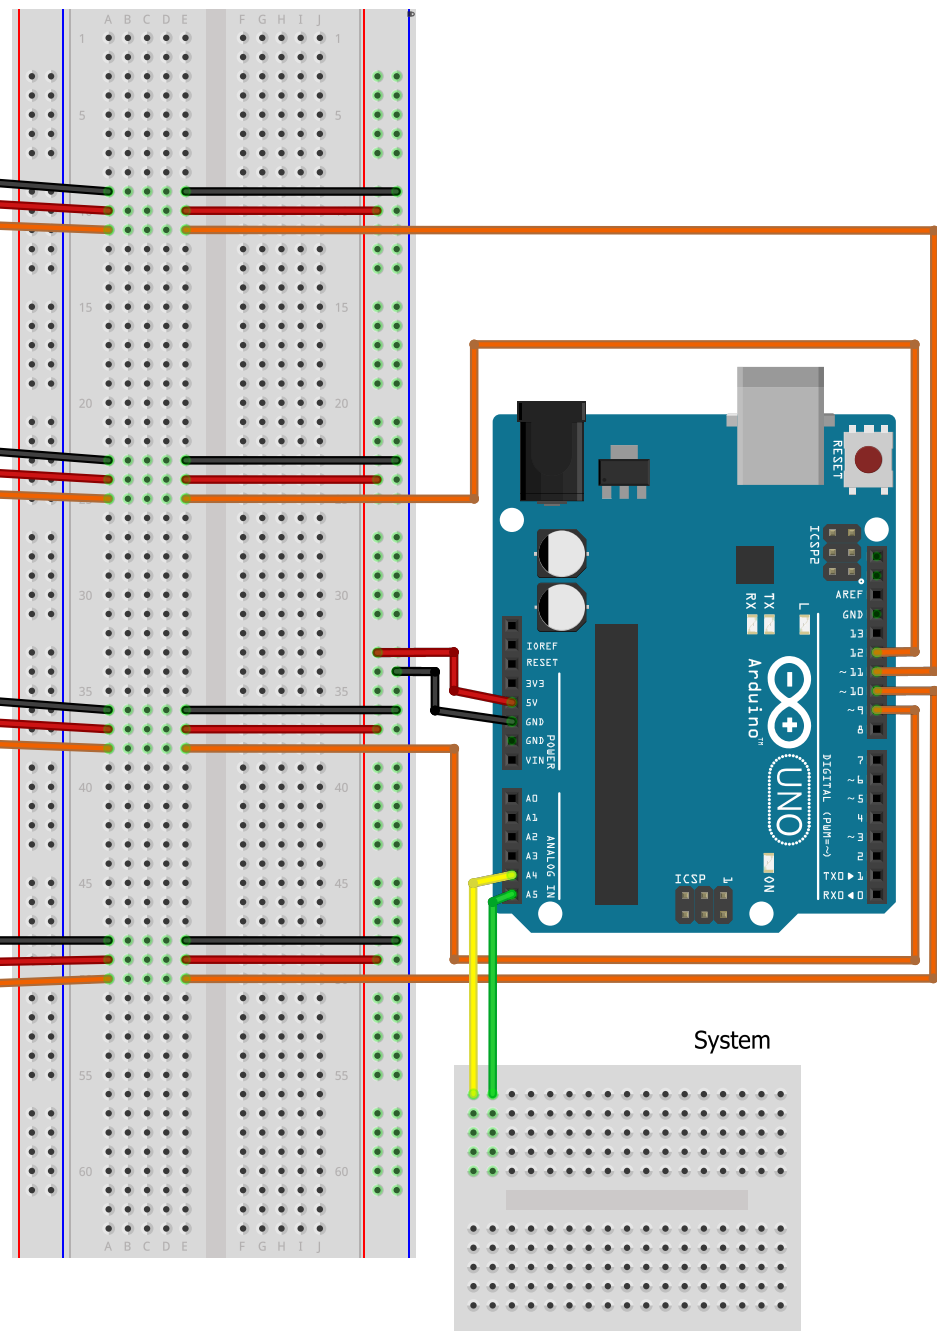 A B C D E F G H I J
1 1
5 5
15 15
20 20
30 30
35 35
40 40
45 45
55 55
60 60
A B C D E F G H I J
RESET
ICSP2
AREF
GND
13
12
~11
~10
~9
8
7
~6
~5
4
~3
2
TX0▶1
RX0◀0
DIGITAL (PWM=~)
RX
TX
L
Arduino™
UNO
ON
ICSP
1
IOREF
RESET
3V3
5V
GND
GND
VIN
POWER
A0
A1
A2
A3
A4
A5
ANALOG IN
System